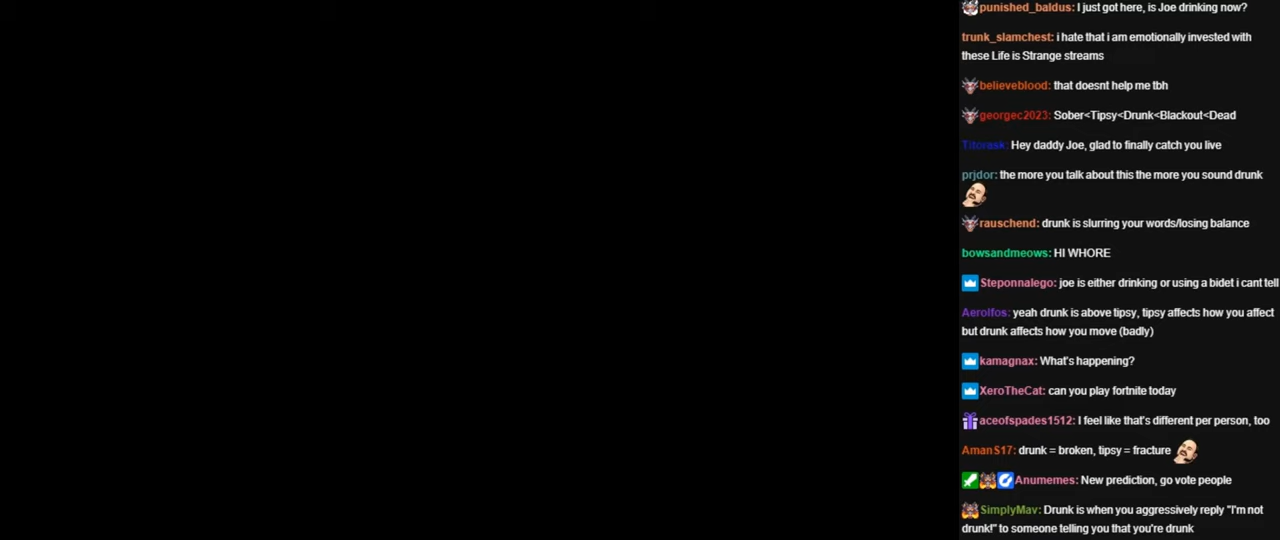 punished_baldus: I just got here, is Joe drinking now?
trunk_slamchest: i hate that i am emotionally invested with
these Life is Strange streams
believeblood: that doesnt help me tbh
georgec2023: Sober<Tipsy<Drunk<Blackout<Dead
Titorask: Hey daddy Joe, glad to finally catch you live
prjdor: the more you talk about this the more you sound drunk
rauschend: drunk is slurring your words/losing balance
bowsandmeows: HI WHORE
Steponnalego: joe is either drinking or using a bidet i cant tell
Aerolfos: yeah drunk is above tipsy, tipsy affects how you affect
but drunk affects how you move (badly)
kamagnax: What's happening?
XeroTheCat: can you play fortnite today
aceofspades1512: I feel like that's different per person, too
AmanS17: drunk = broken, tipsy = fracture
Anumemes: New prediction, go vote people
SimplyMav: Drunk is when you aggressively reply "I'm not
drunk!" to someone telling you that you're drunk